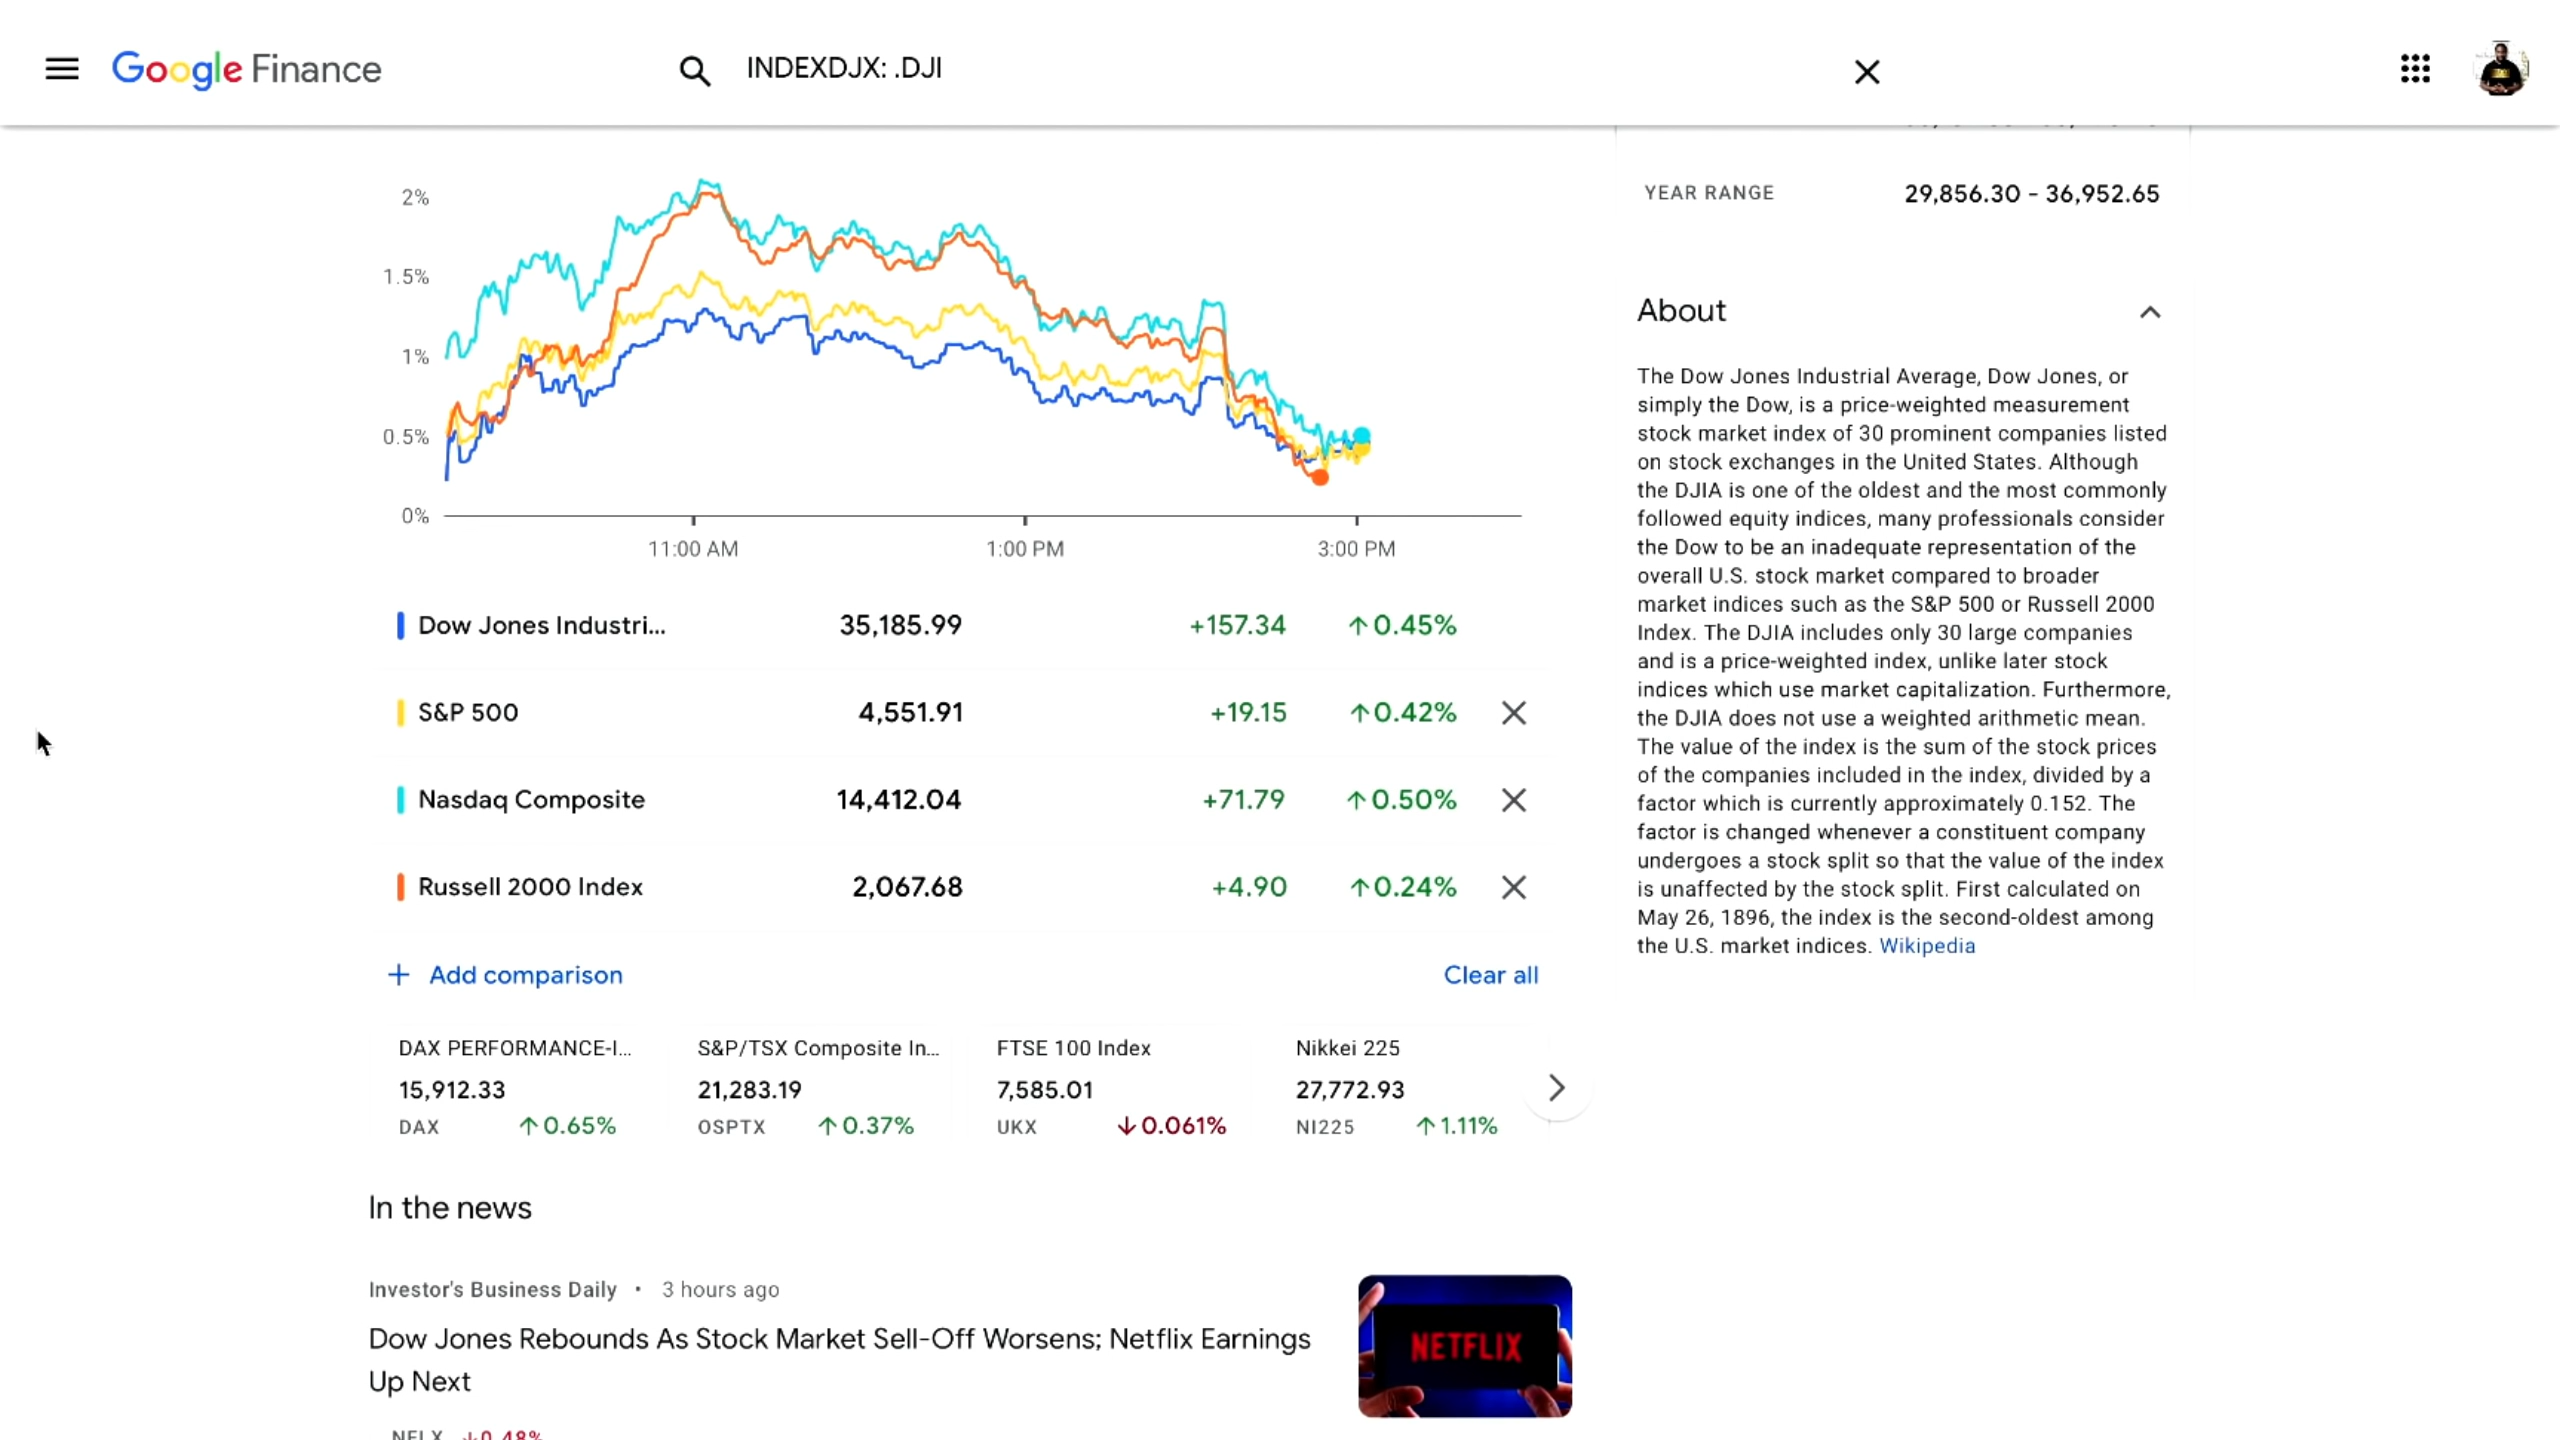 Google Finance
INDEXDJX: .DJI
2%
1.5%
1%
0.5%
0%
11:00 AM 1:00 PM 3:00 PM
Dow Jones Industri... 35,185.99 +157.34 ↑0.45%
S&P 500 4,551.91 +19.15 ↑0.42%
Nasdaq Composite 14,412.04 +71.79 ↑0.50%
Russell 2000 Index 2,067.68 +4.90 ↑0.24%
+ Add comparison Clear all
DAX PERFORMANCE-I...
15,912.33
DAX ↑0.65%
S&P/TSX Composite In...
21,283.19
OSPTX ↑0.37%
FTSE 100 Index
7,585.01
UKX ↓0.061%
Nikkei 225
27,772.93
NI225 ↑1.11%
In the news
Investor's Business Daily • 3 hours ago
Dow Jones Rebounds As Stock Market Sell-Off Worsens; Netflix Earnings
Up Next
NETFLIX
NFLX ↓0.48%
YEAR RANGE 29,856.30 - 36,952.65
About
The Dow Jones Industrial Average, Dow Jones, or
simply the Dow, is a price-weighted measurement
stock market index of 30 prominent companies listed
on stock exchanges in the United States. Although
the DJIA is one of the oldest and the most commonly
followed equity indices, many professionals consider
the Dow to be an inadequate representation of the
overall U.S. stock market compared to broader
market indices such as the S&P 500 or Russell 2000
Index. The DJIA includes only 30 large companies
and is a price-weighted index, unlike later stock
indices which use market capitalization. Furthermore,
the DJIA does not use a weighted arithmetic mean.
The value of the index is the sum of the stock prices
of the companies included in the index, divided by a
factor which is currently approximately 0.152. The
factor is changed whenever a constituent company
undergoes a stock split so that the value of the index
is unaffected by the stock split. First calculated on
May 26, 1896, the index is the second-oldest among
the U.S. market indices. Wikipedia